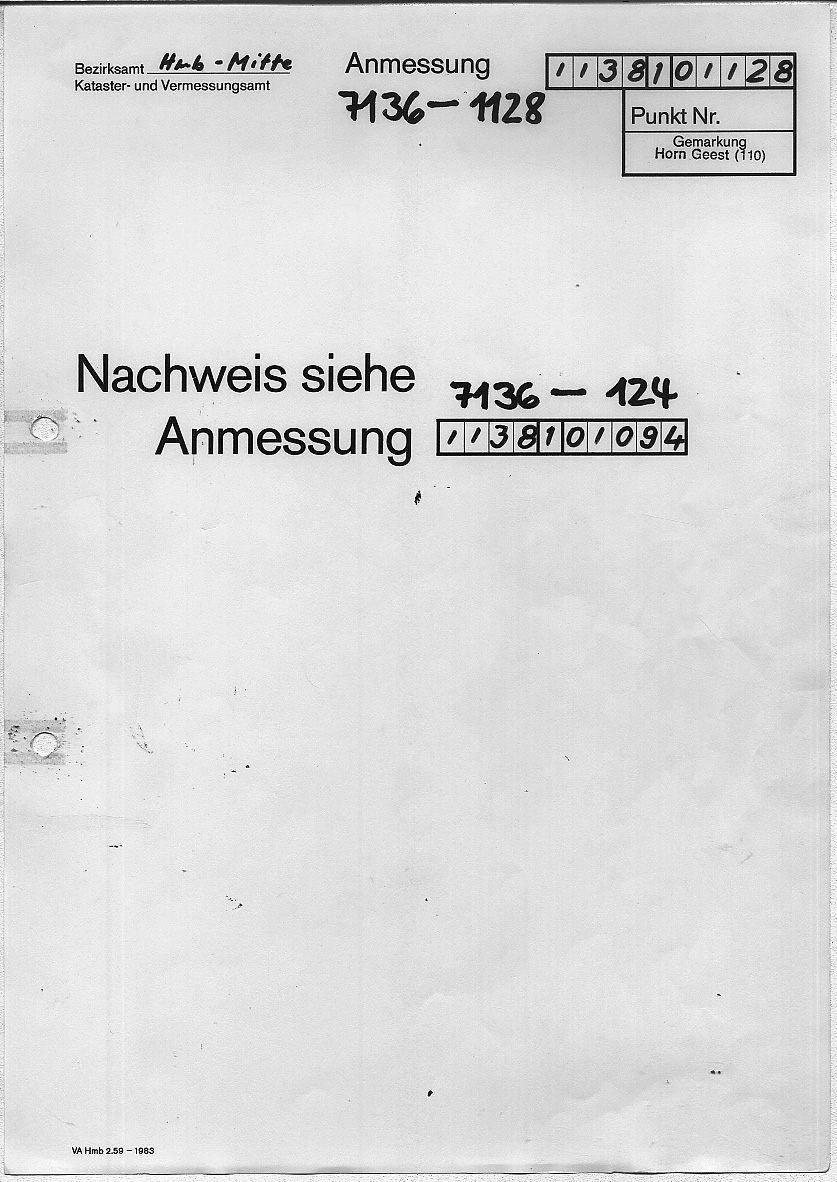 Bezirksamt Hmb - Mitte
Kataster- und Vermessungsamt
Anmessung
7136 — 1128
1138101128
Punkt Nr.
Gemarkung
Horn Geest (110)
Nachweis siehe
7136 — 124
Anmessung 1138101094
VA Hmb 2.59 – 1983